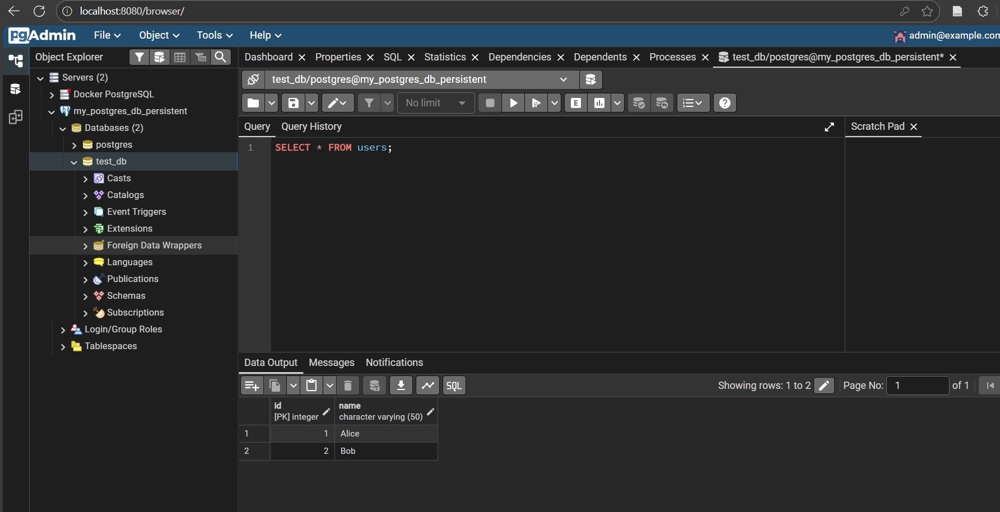 localhost:8080/browser/
pgAdmin File Object Tools Help admin@example.com
Object Explorer
Dashboard Properties SQL Statistics Dependencies Dependents Processes test_db/postgres@my_postgres_db_persistent*
Servers (2)
Docker PostgreSQL
my_postgres_db_persistent
Databases (2)
postgres
test_db
Casts
Catalogs
Event Triggers
Extensions
Foreign Data Wrappers
Languages
Publications
Schemas
Subscriptions
Login/Group Roles
Tablespaces
test_db/postgres@my_postgres_db_persistent
No limit E
Query Query History Scratch Pad
1 SELECT * FROM users;
Data Output Messages Notifications
SQL Showing rows: 1 to 2 Page No: 1 of 1
id name
[PK] integer character varying (50)
1 1 Alice
2 2 Bob